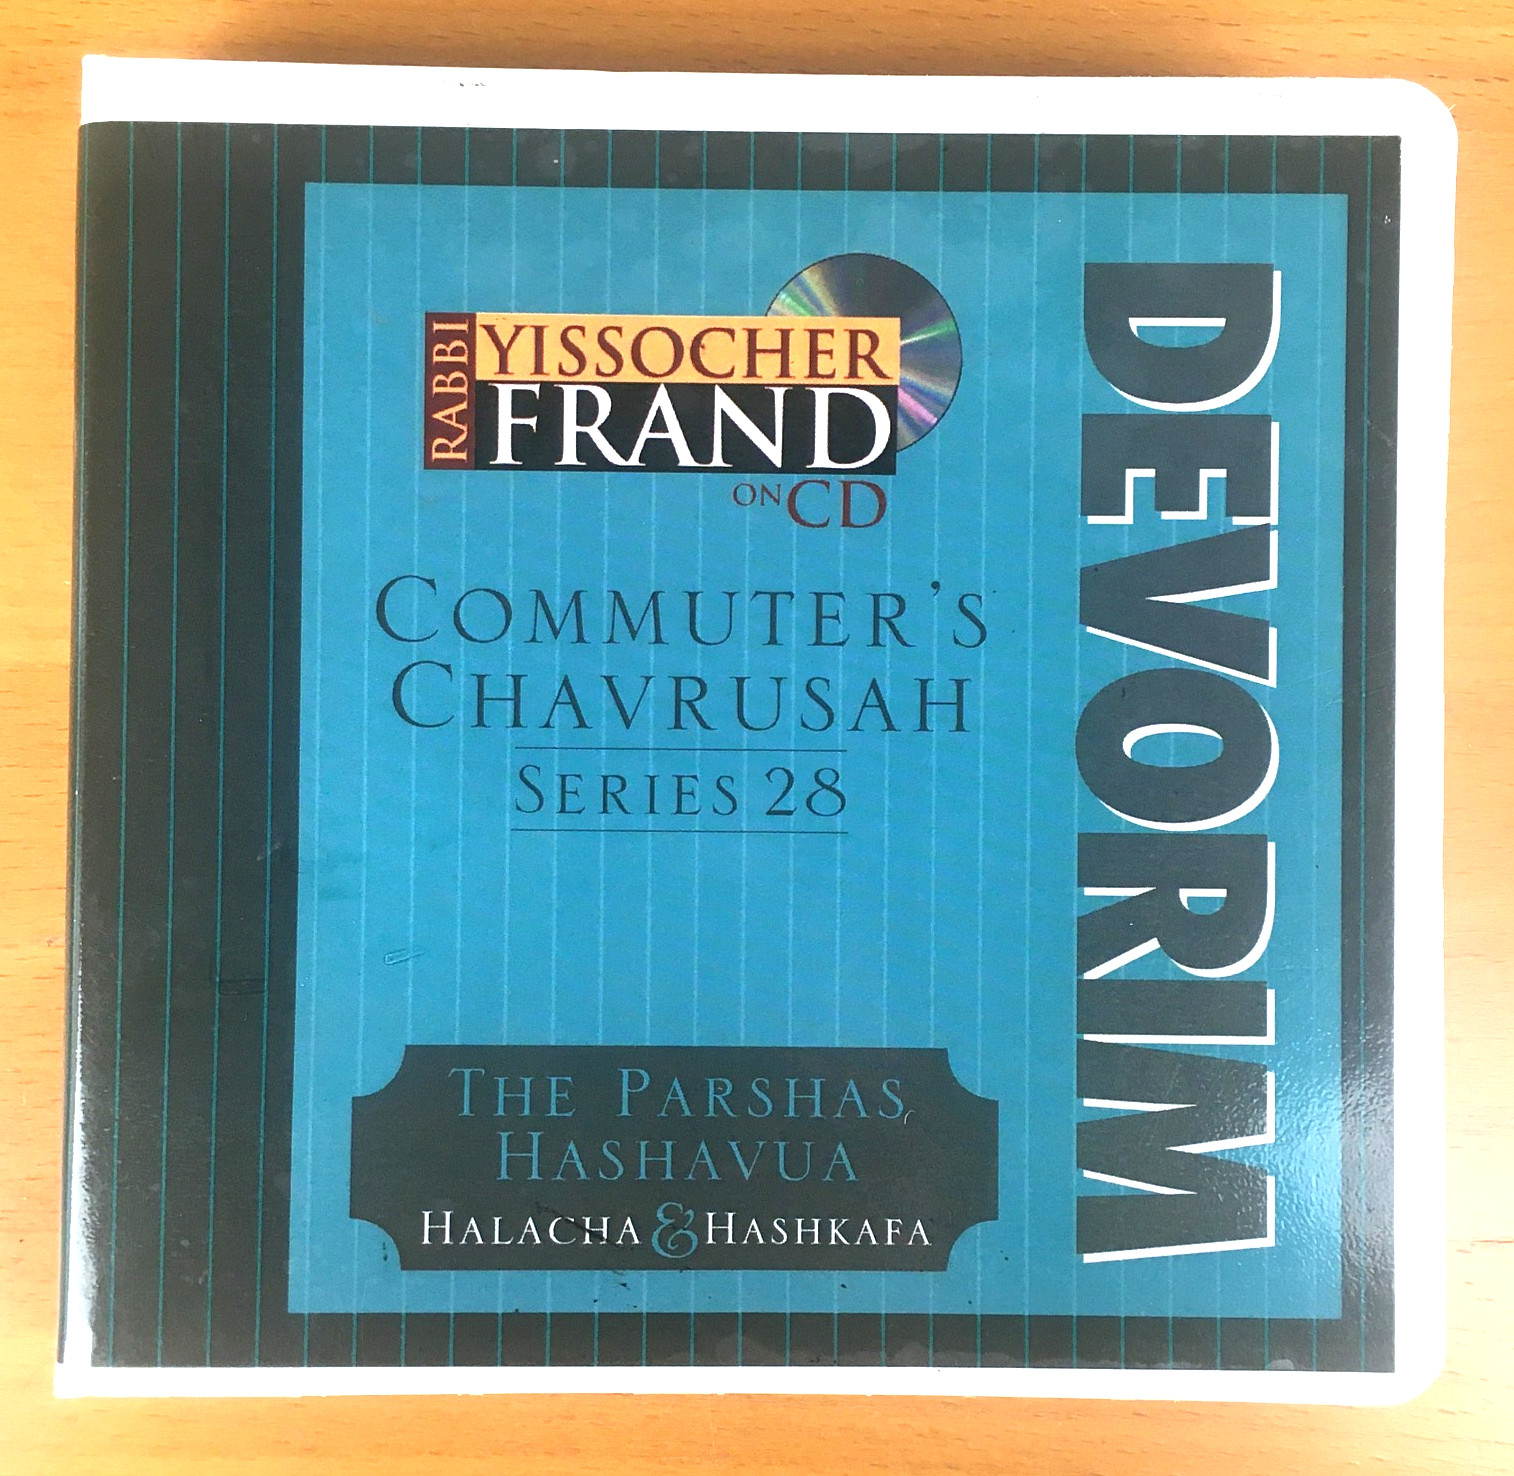 RABBI
YISSOCHER
FRAND
ON CD
COMMUTER'S
CHAVRUSAH
SERIES 28
THE PARSHAS
HASHAVUA
HALACHA & HASHKAFA
DEVORIM